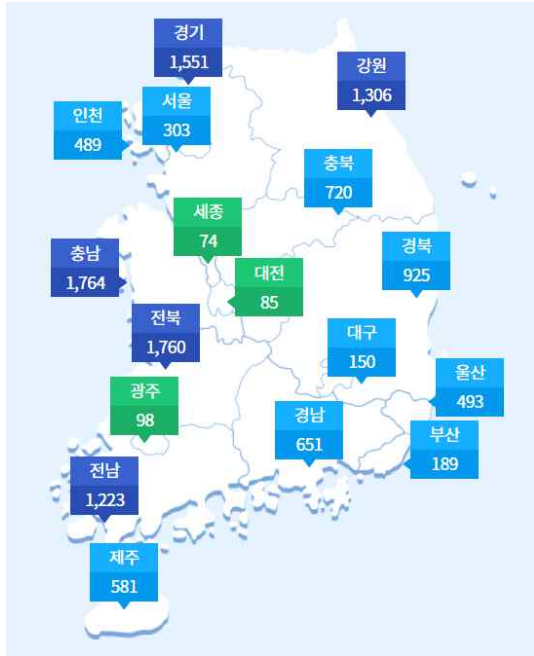 경기
1,551
강원
1,306
서울
303
인천
489
충북
720
세종
74
경북
925
충남
1,764
대전
85
전북
1,760
대구
150
울산
493
광주
98
경남
651
부산
189
전남
1,223
제주
581